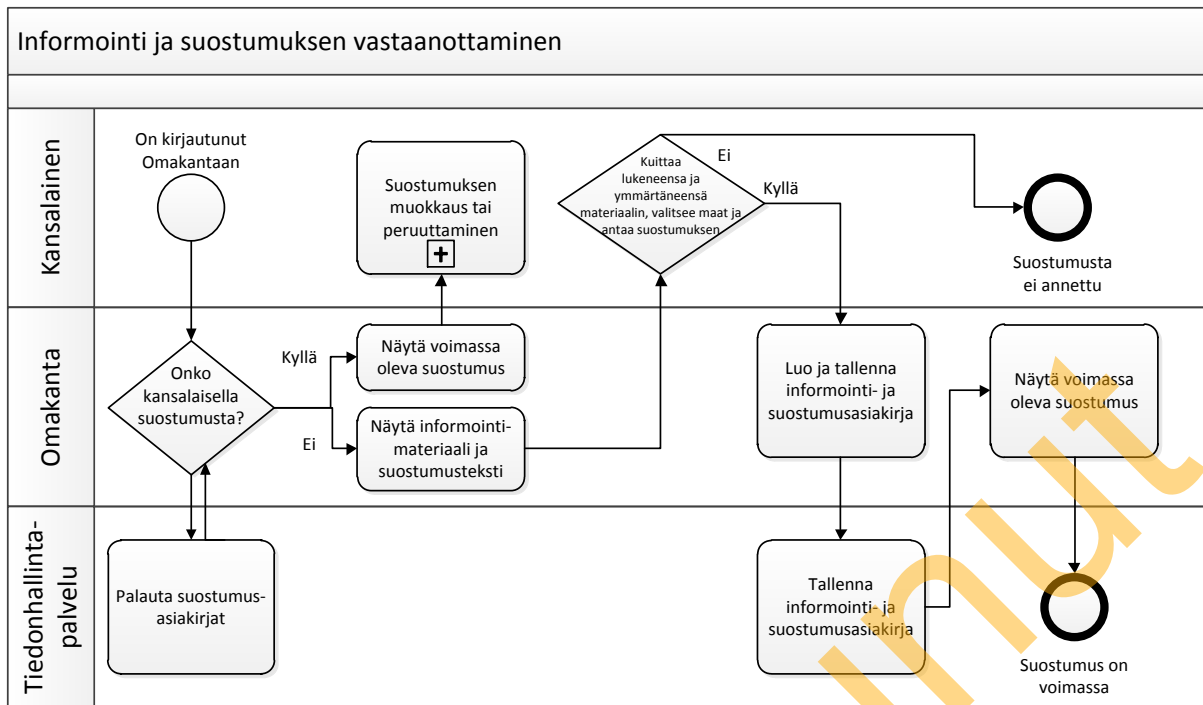 Informointi ja suostumuksen vastaanottaminen
Kansalainen
On kirjautunut
Omakantaan
Suostumuksen
muokkaus tai
peruuttaminen
Kuittaa
lukeneensa ja
ymmärtäneensä
materiaalin, valitsee maat ja
antaa suostumuksen
Ei
Kyllä
Suostumusta
ei annettu
Omakanta
Onko
kansalaisella
suostumusta?
Kyllä
Ei
Näytä voimassa
oleva suostumus
Näytä informointi-
materiaali ja
suostumusteksti
Luo ja tallenna
informointi- ja
suostumusasiakirja
Näytä voimassa
oleva suostumus
Tiedonhallinta-
palvelu
Palauta suostumus-
asiakirjat
Tallenna
informointi- ja
suostumusasiakirja
Suostumus on
voimassa
nut